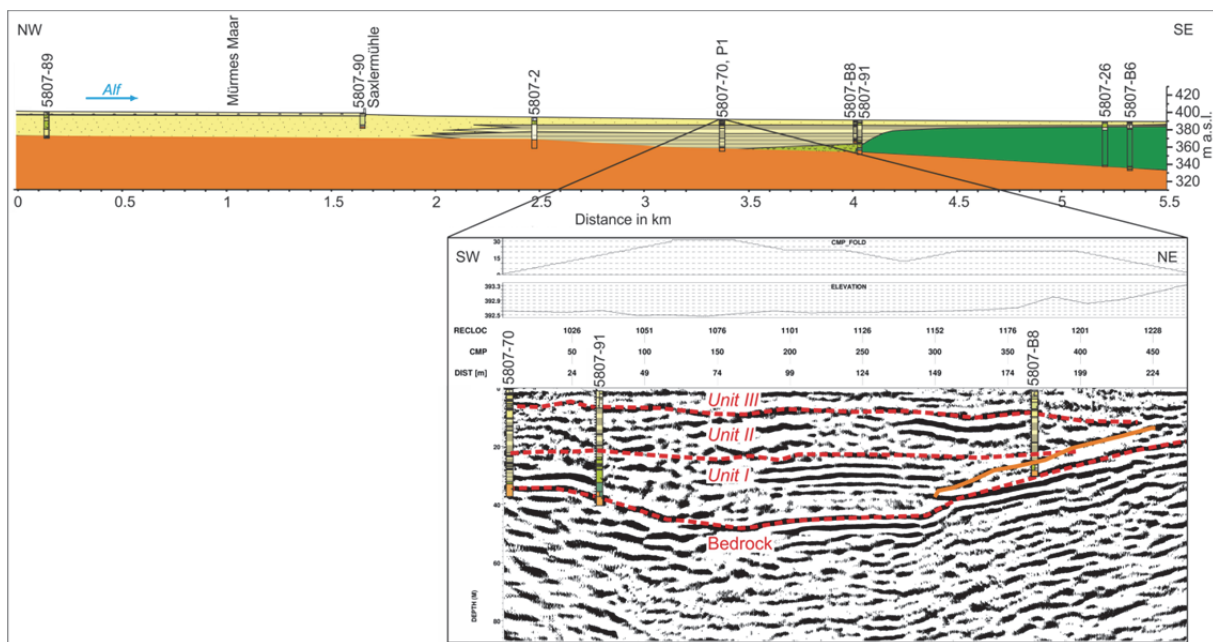 NW SE
5807-89
Mürmes Maar
5807-90
Saxlermühle
5807-2
5807-70, P1
5807-B8
5807-91
5807-26
5807-B6
Alf
420
400
380
360
340
320
m a.s.l.
0 0.5 1 1.5 2 2.5 3 3.5 4 4.5 5 5.5
Distance in km
SW NE
CMP_FOLD
30
15
ELEVATION
393.3
392.9
392.5
RECLOC 1026 1051 1076 1101 1126 1152 1176 1201 1228
CMP 50 100 150 200 250 300 350 400 450
DIST [m] 24 49 74 99 124 149 174 199 224
5807-70
5807-91
5807-B8
Unit III
Unit II
Unit I
Bedrock
20
40
60
80
DEPTH (M)